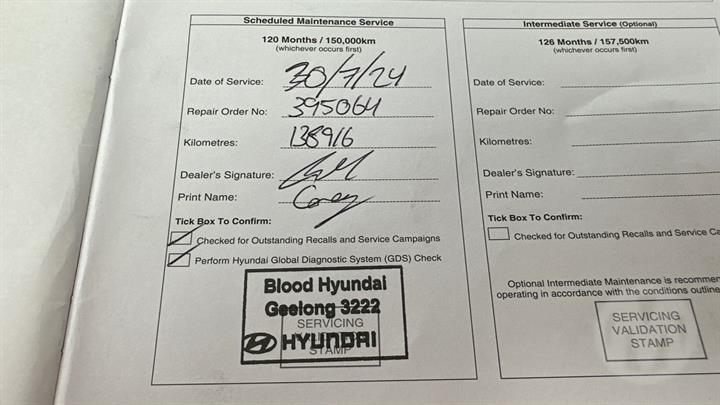 Scheduled Maintenance Service
120 Months / 150,000km
(whichever occurs first)
Date of Service: 30/7/24
Repair Order No: 395064
Kilometres: 138916
Dealer's Signature:
Print Name: Corey
Tick Box To Confirm:
Checked for Outstanding Recalls and Service Campaigns
Perform Hyundai Global Diagnostic System (GDS) Check
Blood Hyundai
Geelong 3222
SERVICING
HYUNDAI
STAMP
Intermediate Service (Optional)
126 Months / 157,500km
(whichever occurs first)
Date of Service:
Repair Order No:
Kilometres:
Dealer's Signature:
Print Name:
Tick Box To Confirm:
Checked for Outstanding Recalls and Service Ca
Optional Intermediate Maintenance is recommen
operating in accordance with the conditions outline
SERVICING
VALIDATION
STAMP